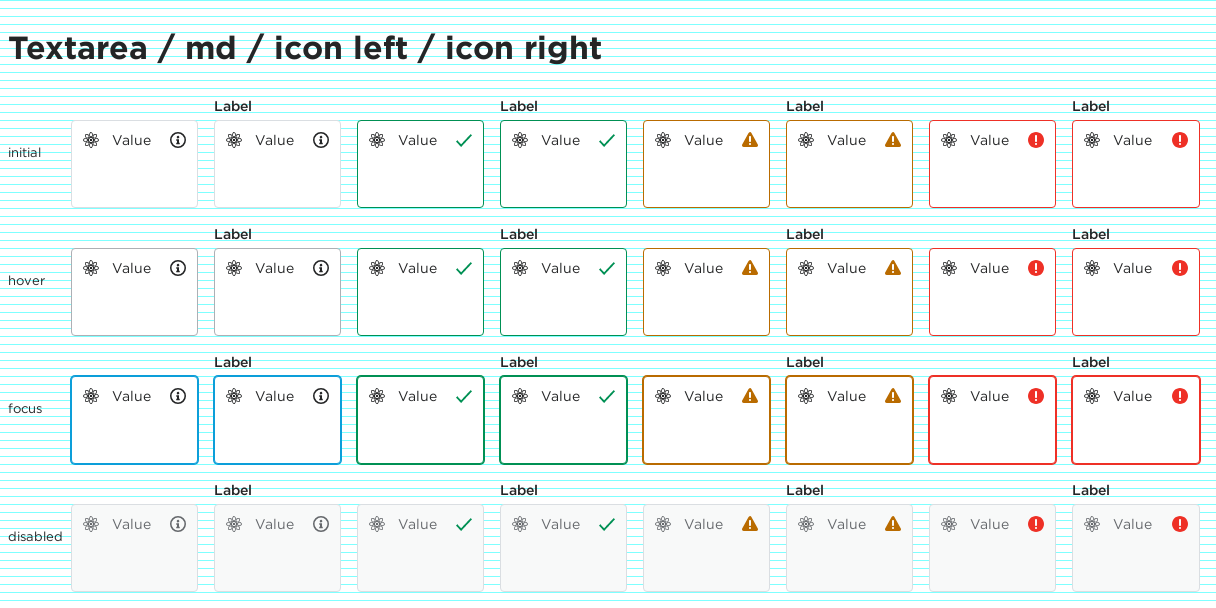 Textarea / md / icon left / icon right
Label Label Label Label
initial Value Value Value Value Value Value Value Value
Label Label Label Label
hover Value Value Value Value Value Value Value Value
Label Label Label Label
focus Value Value Value Value Value Value Value Value
Label Label Label Label
disabled Value Value Value Value Value Value Value Value